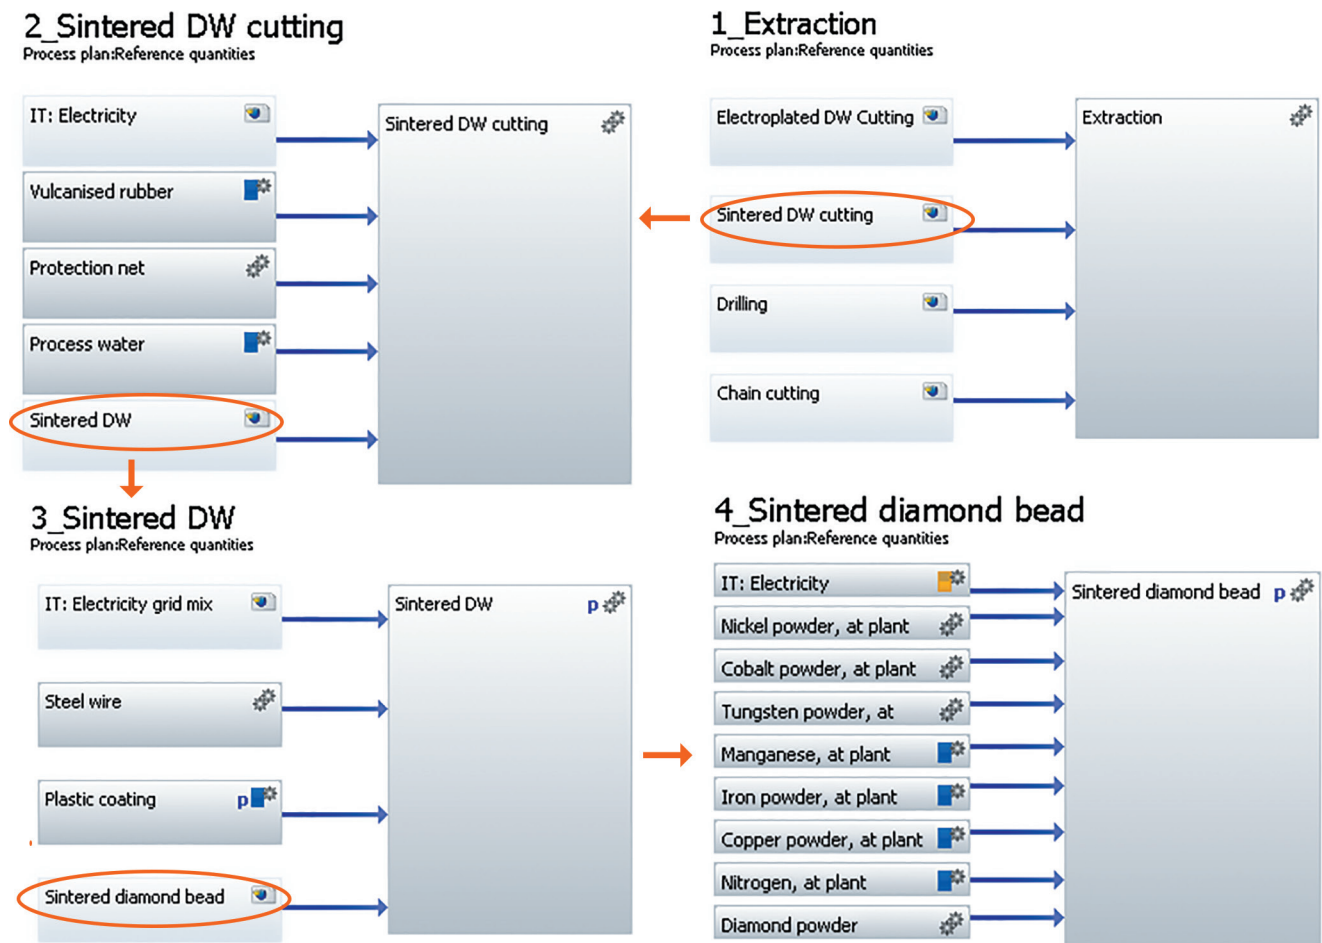 2_Sintered DW cutting
Process plan:Reference quantities
IT: Electricity
Vulcanised rubber
Protection net
Process water
Sintered DW
Sintered DW cutting
1_Extraction
Process plan:Reference quantities
Electroplated DW Cutting
Sintered DW cutting
Drilling
Chain cutting
Extraction
3_Sintered DW
Process plan:Reference quantities
IT: Electricity grid mix
Steel wire
Plastic coating p
Sintered diamond bead
Sintered DW p
4_Sintered diamond bead
Process plan:Reference quantities
IT: Electricity
Nickel powder, at plant
Cobalt powder, at plant
Tungsten powder, at
Manganese, at plant
Iron powder, at plant
Copper powder, at plant
Nitrogen, at plant
Diamond powder
Sintered diamond bead p